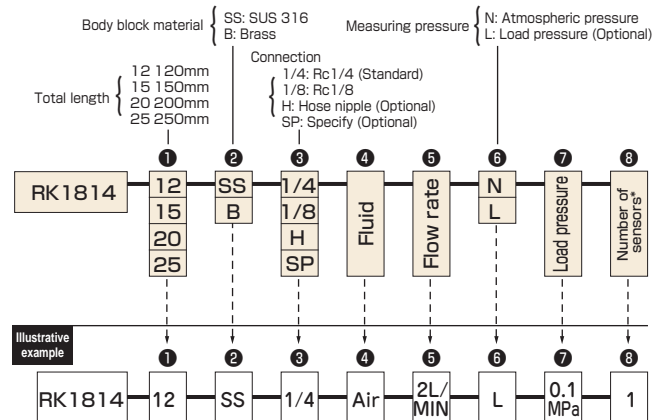 Body block material
SS: SUS 316
B: Brass
Measuring pressure
N: Atmospheric pressure
L: Load pressure (Optional)
Total length
12 120mm
15 150mm
20 200mm
25 250mm
Connection
1/4: Rc1/4 (Standard)
1/8: Rc1/8
H: Hose nipple (Optional)
SP: Specify (Optional)
❶ ❷ ❸ ❹ ❺ ❻ ❼ ❽
RK1814
12
15
20
25
SS
B
1/4
1/8
H
SP
Fluid
Flow rate
N
L
Load pressure
Number of
sensors*
Illustrative
example
❶ ❷ ❸ ❹ ❺ ❻ ❼ ❽
RK1814
12
SS
1/4
Air
2L/
MIN
L
0.1
MPa
1